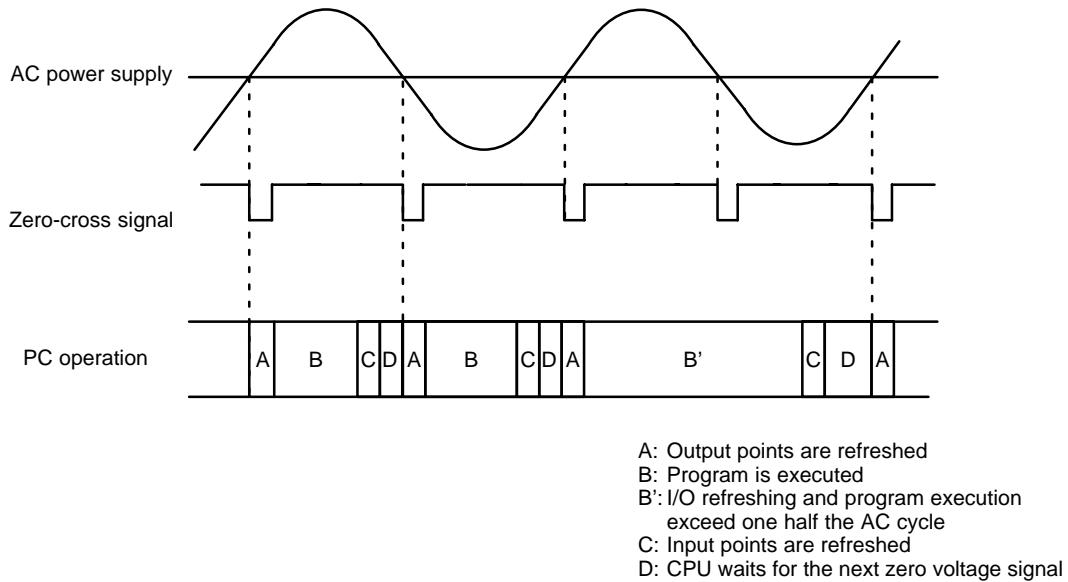 AC power supply
Zero-cross signal
PC operation
A B C D A B C D A B' C D A
A: Output points are refreshed
B: Program is executed
B’: I/O refreshing and program execution
exceed one half the AC cycle
C: Input points are refreshed
D: CPU waits for the next zero voltage signal